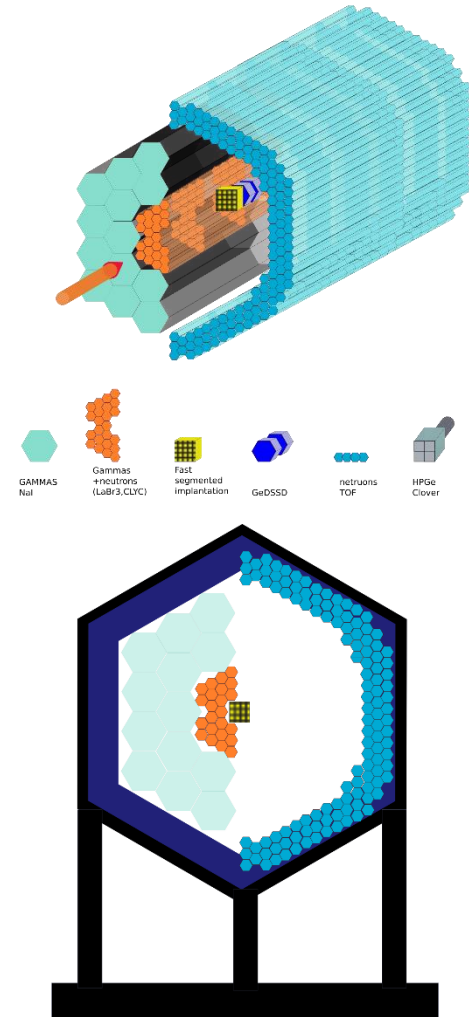 GAMMAS
NaI
Gammas
+neutrons
(LaBr3,CLYC)
Fast
segmented
implantation
GeDSSD
netruons
TOF
HPGe
Clover